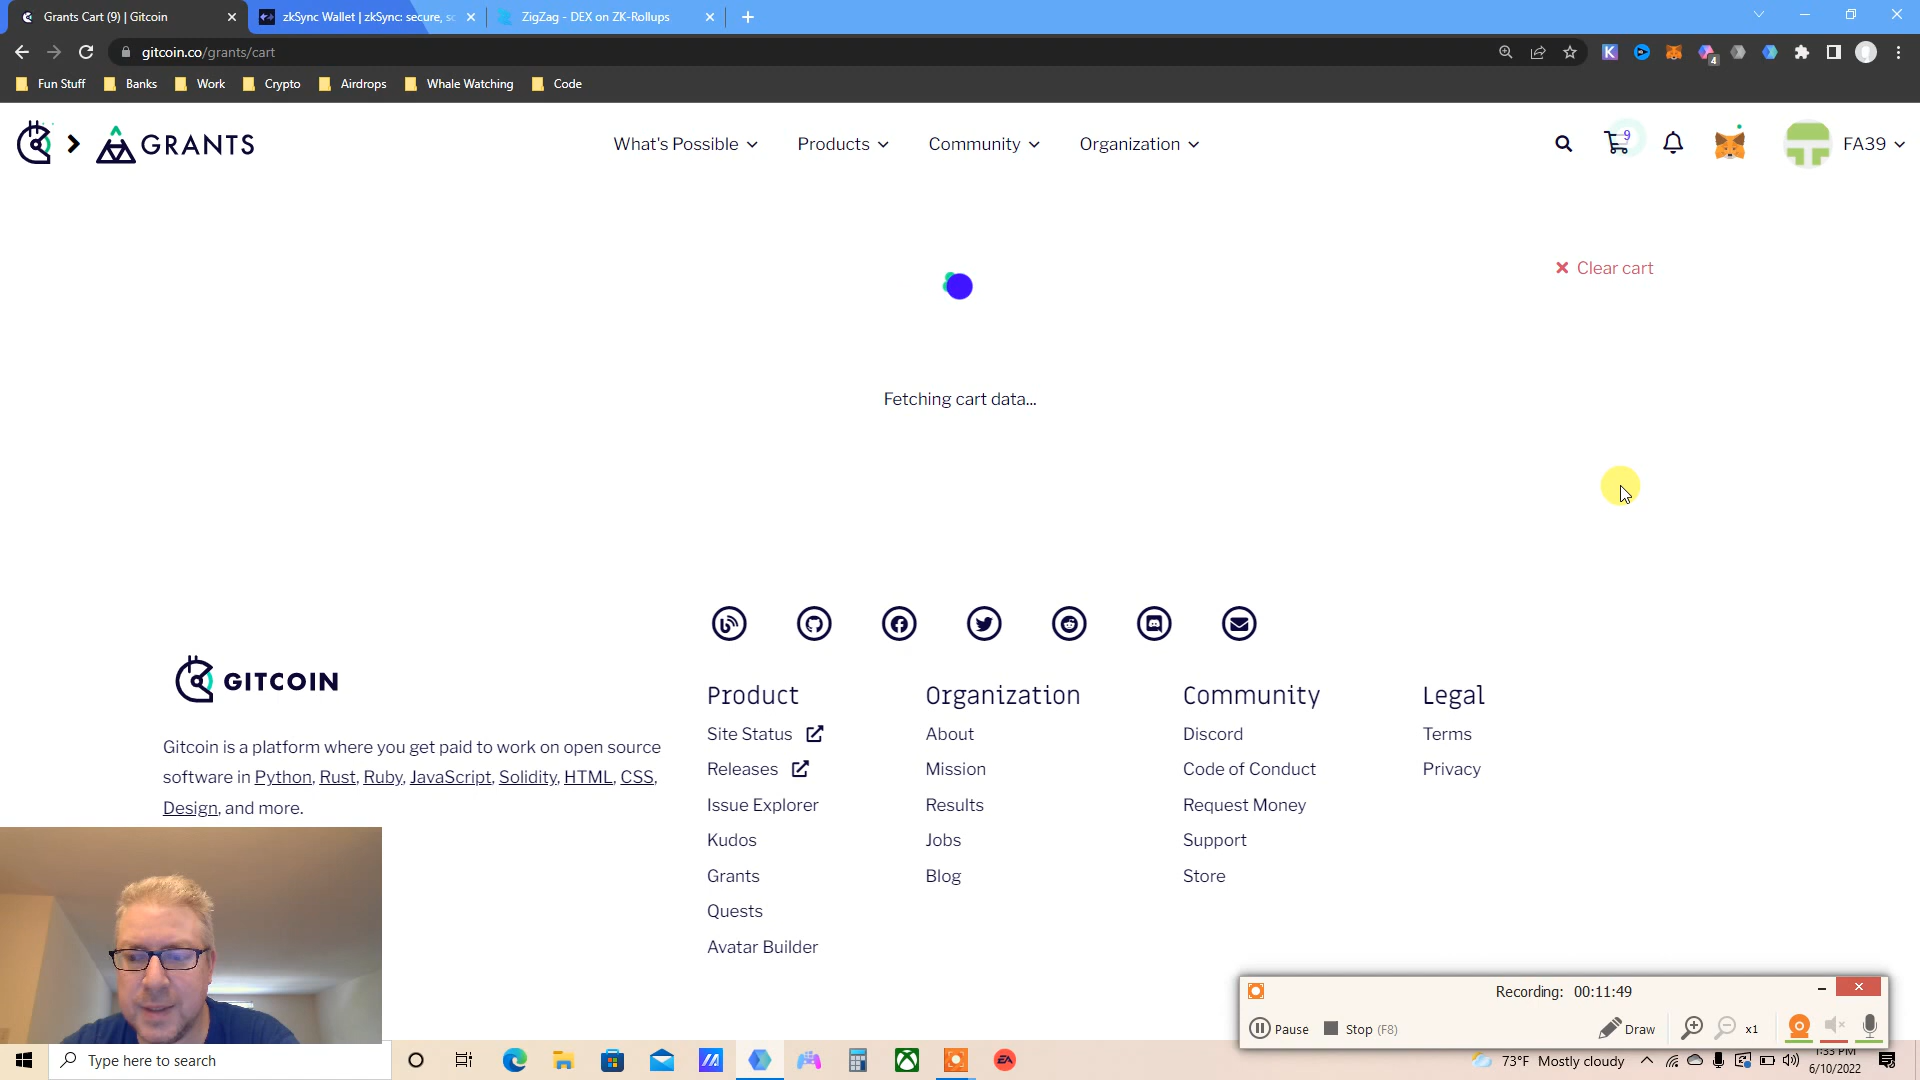 Grants Cart (9) | Gitcoin
zkSync Wallet | zkSync: secure, sc
ZigZag - DEX on ZK-Rollups
gitcoin.co/grants/cart
4
Fun Stuff
Banks
Work
Crypto
Airdrops
Whale Watching
Code
GRANTS
What's Possible
Products
Community
Organization
9
FA39
Clear cart
Fetching cart data...
GITCOIN
Gitcoin is a platform where you get paid to work on open source
software in Python, Rust, Ruby, JavaScript, Solidity, HTML, CSS,
Design, and more.
Product
Site Status
Releases
Issue Explorer
Kudos
Grants
Quests
Avatar Builder
Organization
About
Mission
Results
Jobs
Blog
Community
Discord
Code of Conduct
Request Money
Support
Store
Legal
Terms
Privacy
Recording: 00:11:49
Pause
Stop (F8)
Draw
x1
Type here to search
EA
73°F Mostly cloudy
1:33 PM
6/10/2022